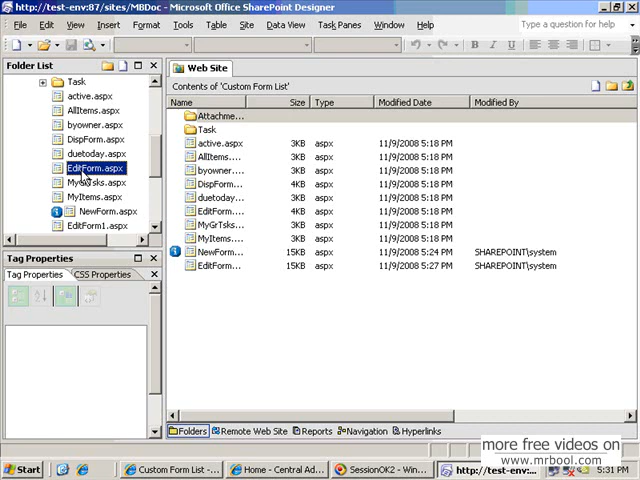 http://test-env:87/sites/MBDoc - Microsoft Office SharePoint Designer
File Edit View Insert Format Tools Table Site Data View Task Panes Window Help Type a question for help
Folder List
Task
active.aspx
AllItems.aspx
byowner.aspx
DispForm.aspx
duetoday.aspx
EditForm.aspx
MyGrTsks.aspx
MyItems.aspx
NewForm.aspx
EditForm1.aspx
Tag Properties
Tag Properties CSS Properties
Web Site
Contents of 'Custom Form List'
Name Size Type Modified Date Modified By
Attachme...
Task
active.aspx 3KB aspx 11/9/2008 5:18 PM
AllItems.... 3KB aspx 11/9/2008 5:18 PM
byowner... 3KB aspx 11/9/2008 5:18 PM
DispForm... 4KB aspx 11/9/2008 5:18 PM
duetoda... 3KB aspx 11/9/2008 5:18 PM
EditForm... 4KB aspx 11/9/2008 5:18 PM
MyGrTsks... 3KB aspx 11/9/2008 5:18 PM
MyItems.... 3KB aspx 11/9/2008 5:18 PM
NewForm... 15KB aspx 11/9/2008 5:24 PM SHAREPOINT\system
EditForm... 15KB aspx 11/9/2008 5:27 PM SHAREPOINT\system
Folders Remote Web Site Reports Navigation Hyperlinks
more free videos on
www.mrbool.com
Start Custom Form List -... Home - Central Ad... SessionOK2 - Win... http://test-env:... 5:31 PM